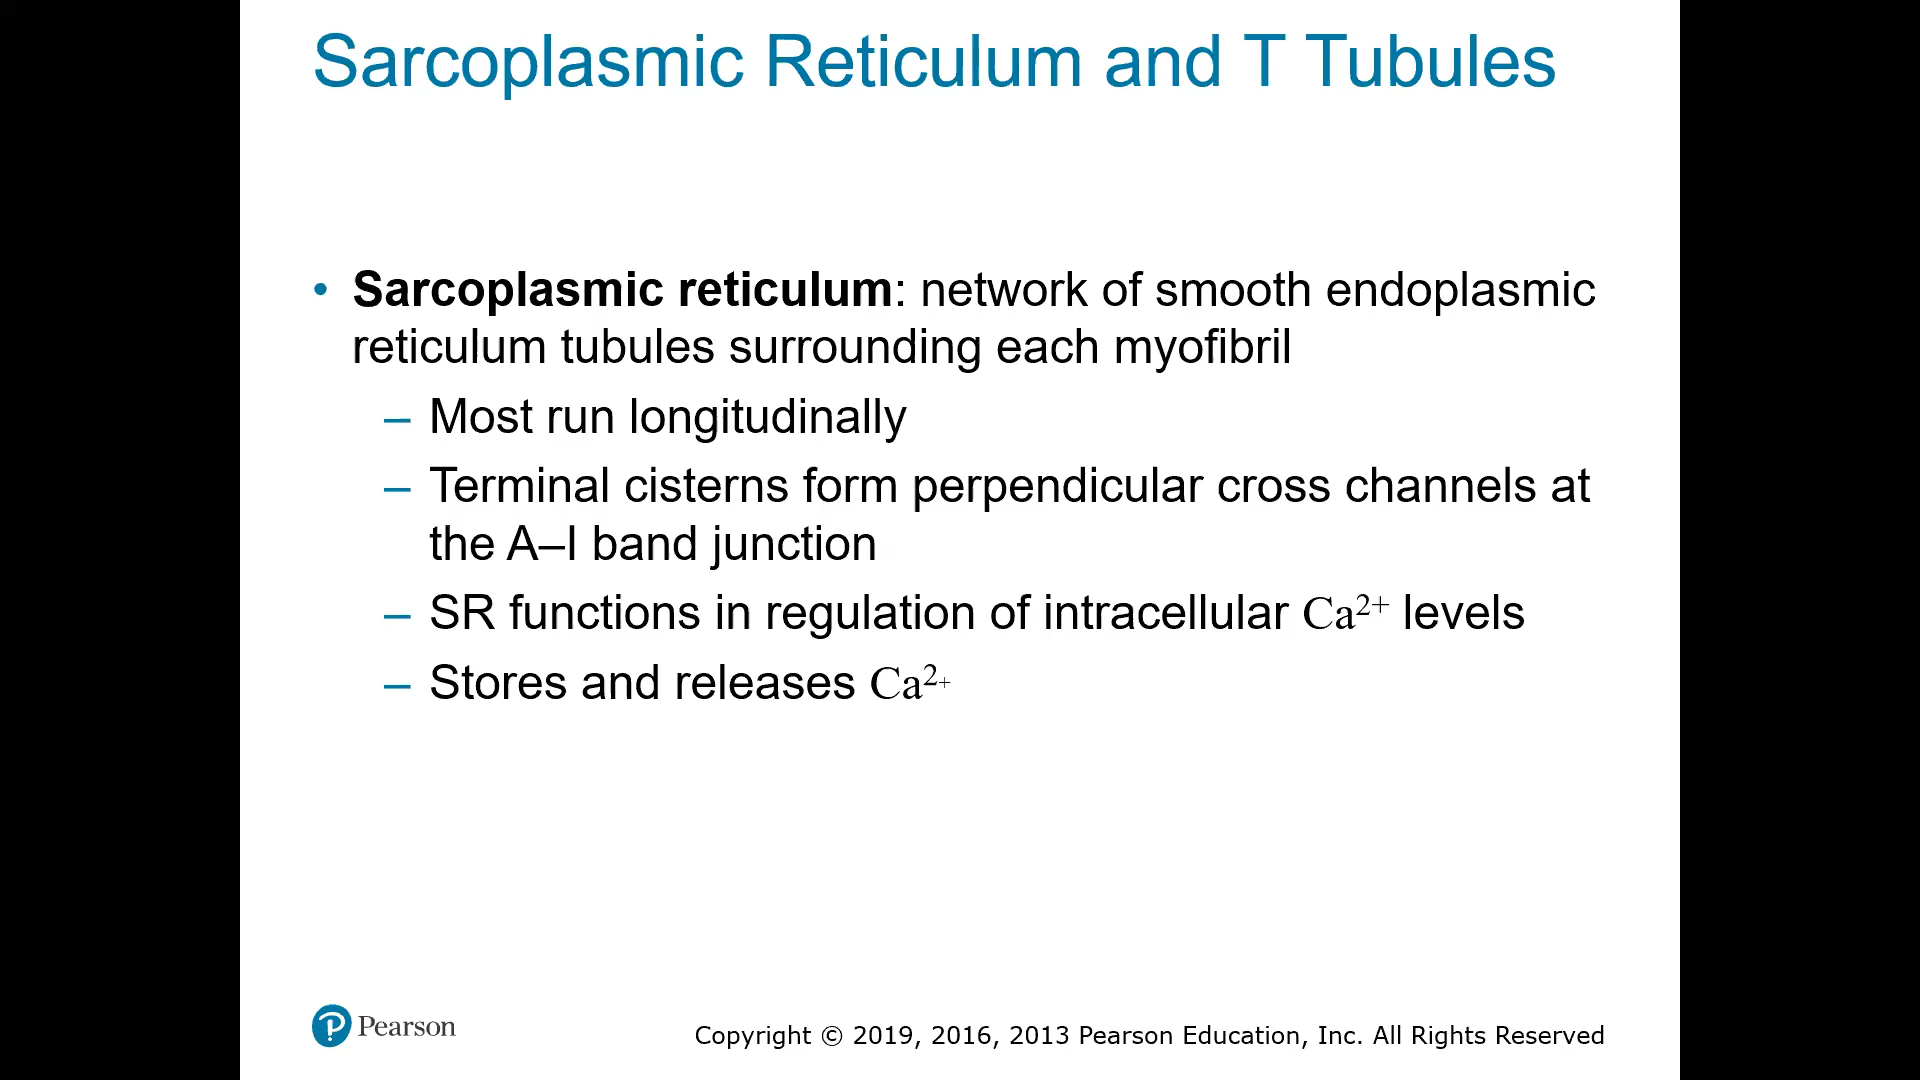 Sarcoplasmic Reticulum and T Tubules
• Sarcoplasmic reticulum: network of smooth endoplasmic
reticulum tubules surrounding each myofibril
– Most run longitudinally
– Terminal cisterns form perpendicular cross channels at
the A–I band junction
– SR functions in regulation of intracellular Ca²⁺ levels
– Stores and releases Ca²⁺
Pearson
Copyright © 2019, 2016, 2013 Pearson Education, Inc. All Rights Reserved